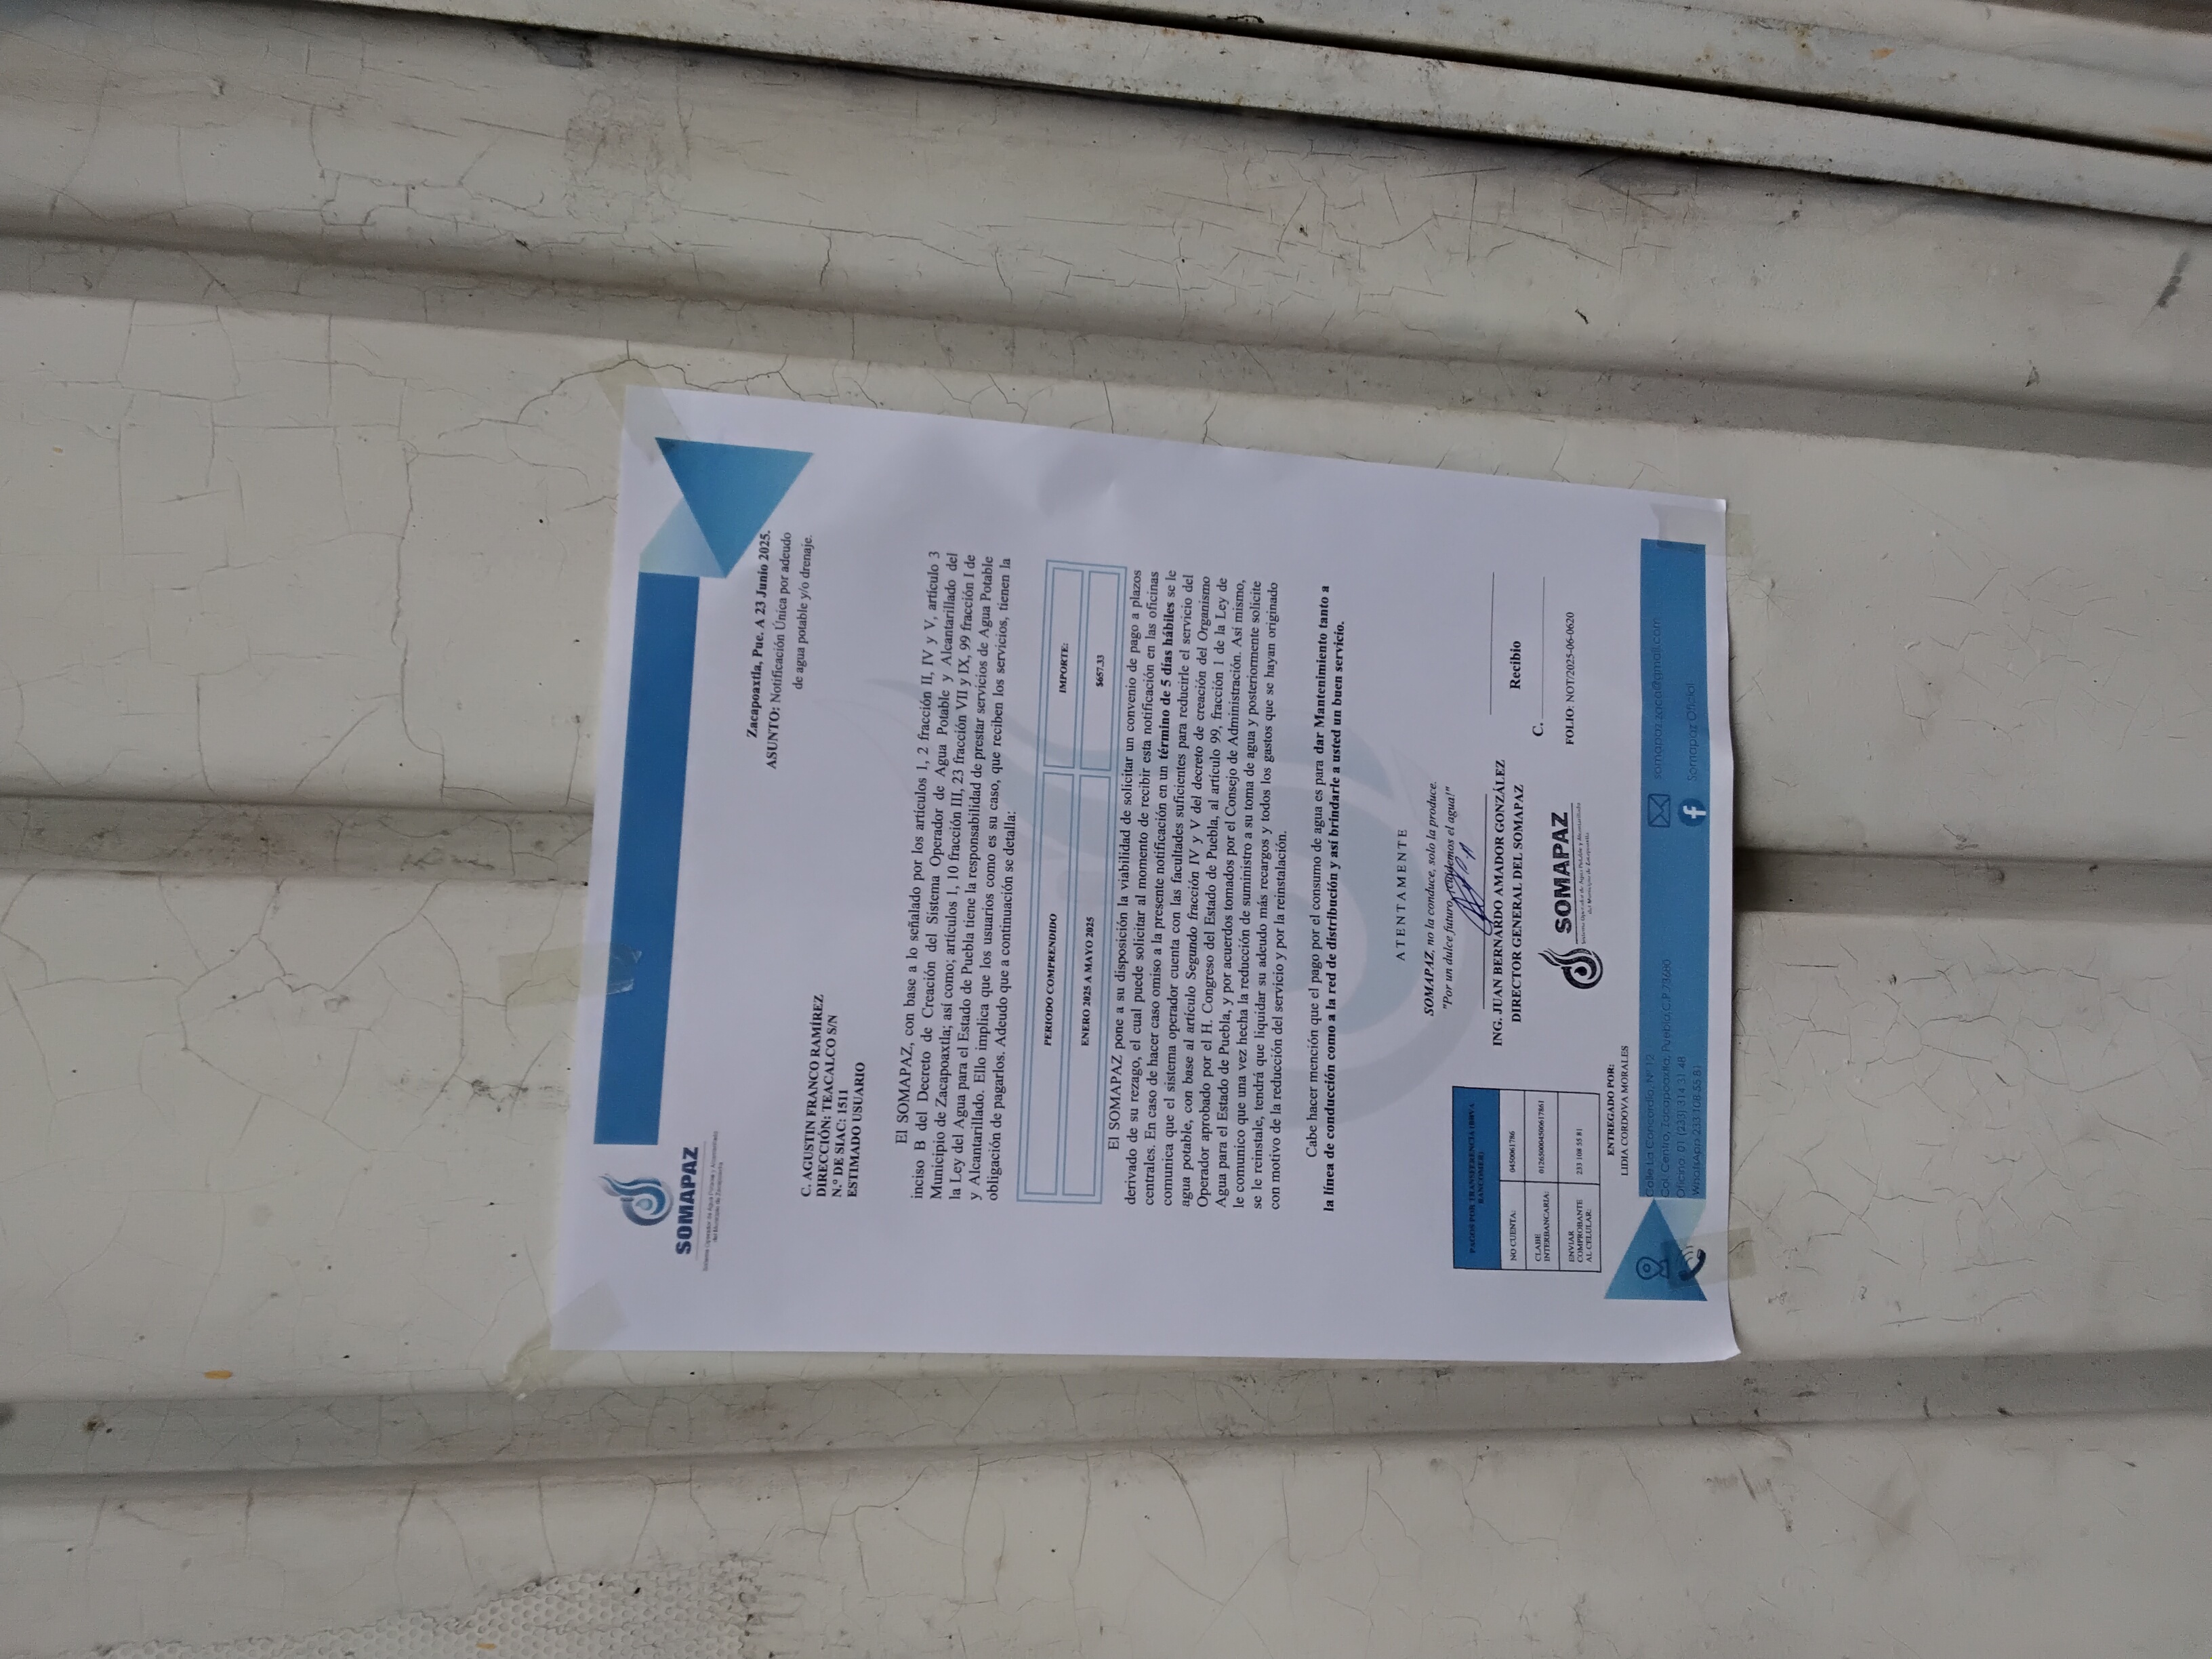 SOMAPAZ
Sistema Operador de Agua Potable y Alcantarillado
del Municipio de Zacapoaxtla
Zacapoaxtla, Pue. A 23 Junio 2025.
ASUNTO: Notificación Única por adeudo
de agua potable y/o drenaje.
C. AGUSTIN FRANCO RAMÍREZ
DIRECCIÓN: TEACALCO S/N
N.º DE SIAC: 1511
ESTIMADO USUARIO
El SOMAPAZ, con base a lo señalado por los artículos 1, 2 fracción II, IV y V, artículo 3
inciso B del Decreto de Creación del Sistema Operador de Agua Potable y Alcantarillado del
Municipio de Zacapoaxtla; así como; artículos 1, 10 fracción III, 23 fracción VII y IX, 99 fracción I de
la Ley del Agua para el Estado de Puebla tiene la responsabilidad de prestar servicios de Agua Potable
y Alcantarillado. Ello implica que los usuarios como es su caso, que reciben los servicios, tienen la
obligación de pagarlos. Adeudo que a continuación se detalla:
PERIODO COMPRENDIDO IMPORTE:
ENERO 2025 A MAYO 2025 $657.33
El SOMAPAZ pone a su disposición la viabilidad de solicitar un convenio de pago a plazos
derivado de su rezago, el cual puede solicitar al momento de recibir esta notificación en las oficinas
centrales. En caso de hacer caso omiso a la presente notificación en un término de 5 días hábiles se le
comunica que el sistema operador cuenta con las facultades suficientes para reducirle el servicio del
agua potable, con base al artículo Segundo fracción IV y V del decreto de creación del Organismo
Operador aprobado por el H. Congreso del Estado de Puebla, al artículo 99, fracción 1 de la Ley de
Agua para el Estado de Puebla, y por acuerdos tomados por el Consejo de Administración. Así mismo,
le comunico que una vez hecha la reducción de suministro a su toma de agua y posteriormente solicite
se le reinstale, tendrá que liquidar su adeudo más recargos y todos los gastos que se hayan originado
con motivo de la reducción del servicio y por la reinstalación.
Cabe hacer mención que el pago por el consumo de agua es para dar Mantenimiento tanto a
la línea de conducción como a la red de distribución y así brindarle a usted un buen servicio.
ATENTAMENTE
SOMAPAZ, no la conduce, solo la produce.
"Por un dulce futuro, ¡cuidemos el agua!"
ING. JUAN BERNARDO AMADOR GONZÁLEZ
DIRECTOR GENERAL DEL SOMAPAZ
SOMAPAZ
Sistema Operador de Agua Potable y Alcantarillado
del Municipio de Zacapoaxtla
Recibio
C.
FOLIO: NOT/2025-06-0620
PAGOS POR TRANSFERENCIA (BBVA
BANCOMER)
NO CUENTA: 0450061786
CLABE
INTERBANCARIA: 012650004500617861
ENVIAR
COMPROBANTE
AL CELULAR: 233 108 55 81
ENTREGADO POR:
LIDIA CORDOVA MORALES
Calle La Concordia, Nº 12
Col. Centro, Zacapoaxtla, Puebla,C.P.73680
Oficina. 01 (233) 314 31 48
WhatsApp 233 108 55 81
somapaz.zaca@gmail.com
Somapaz Oficial